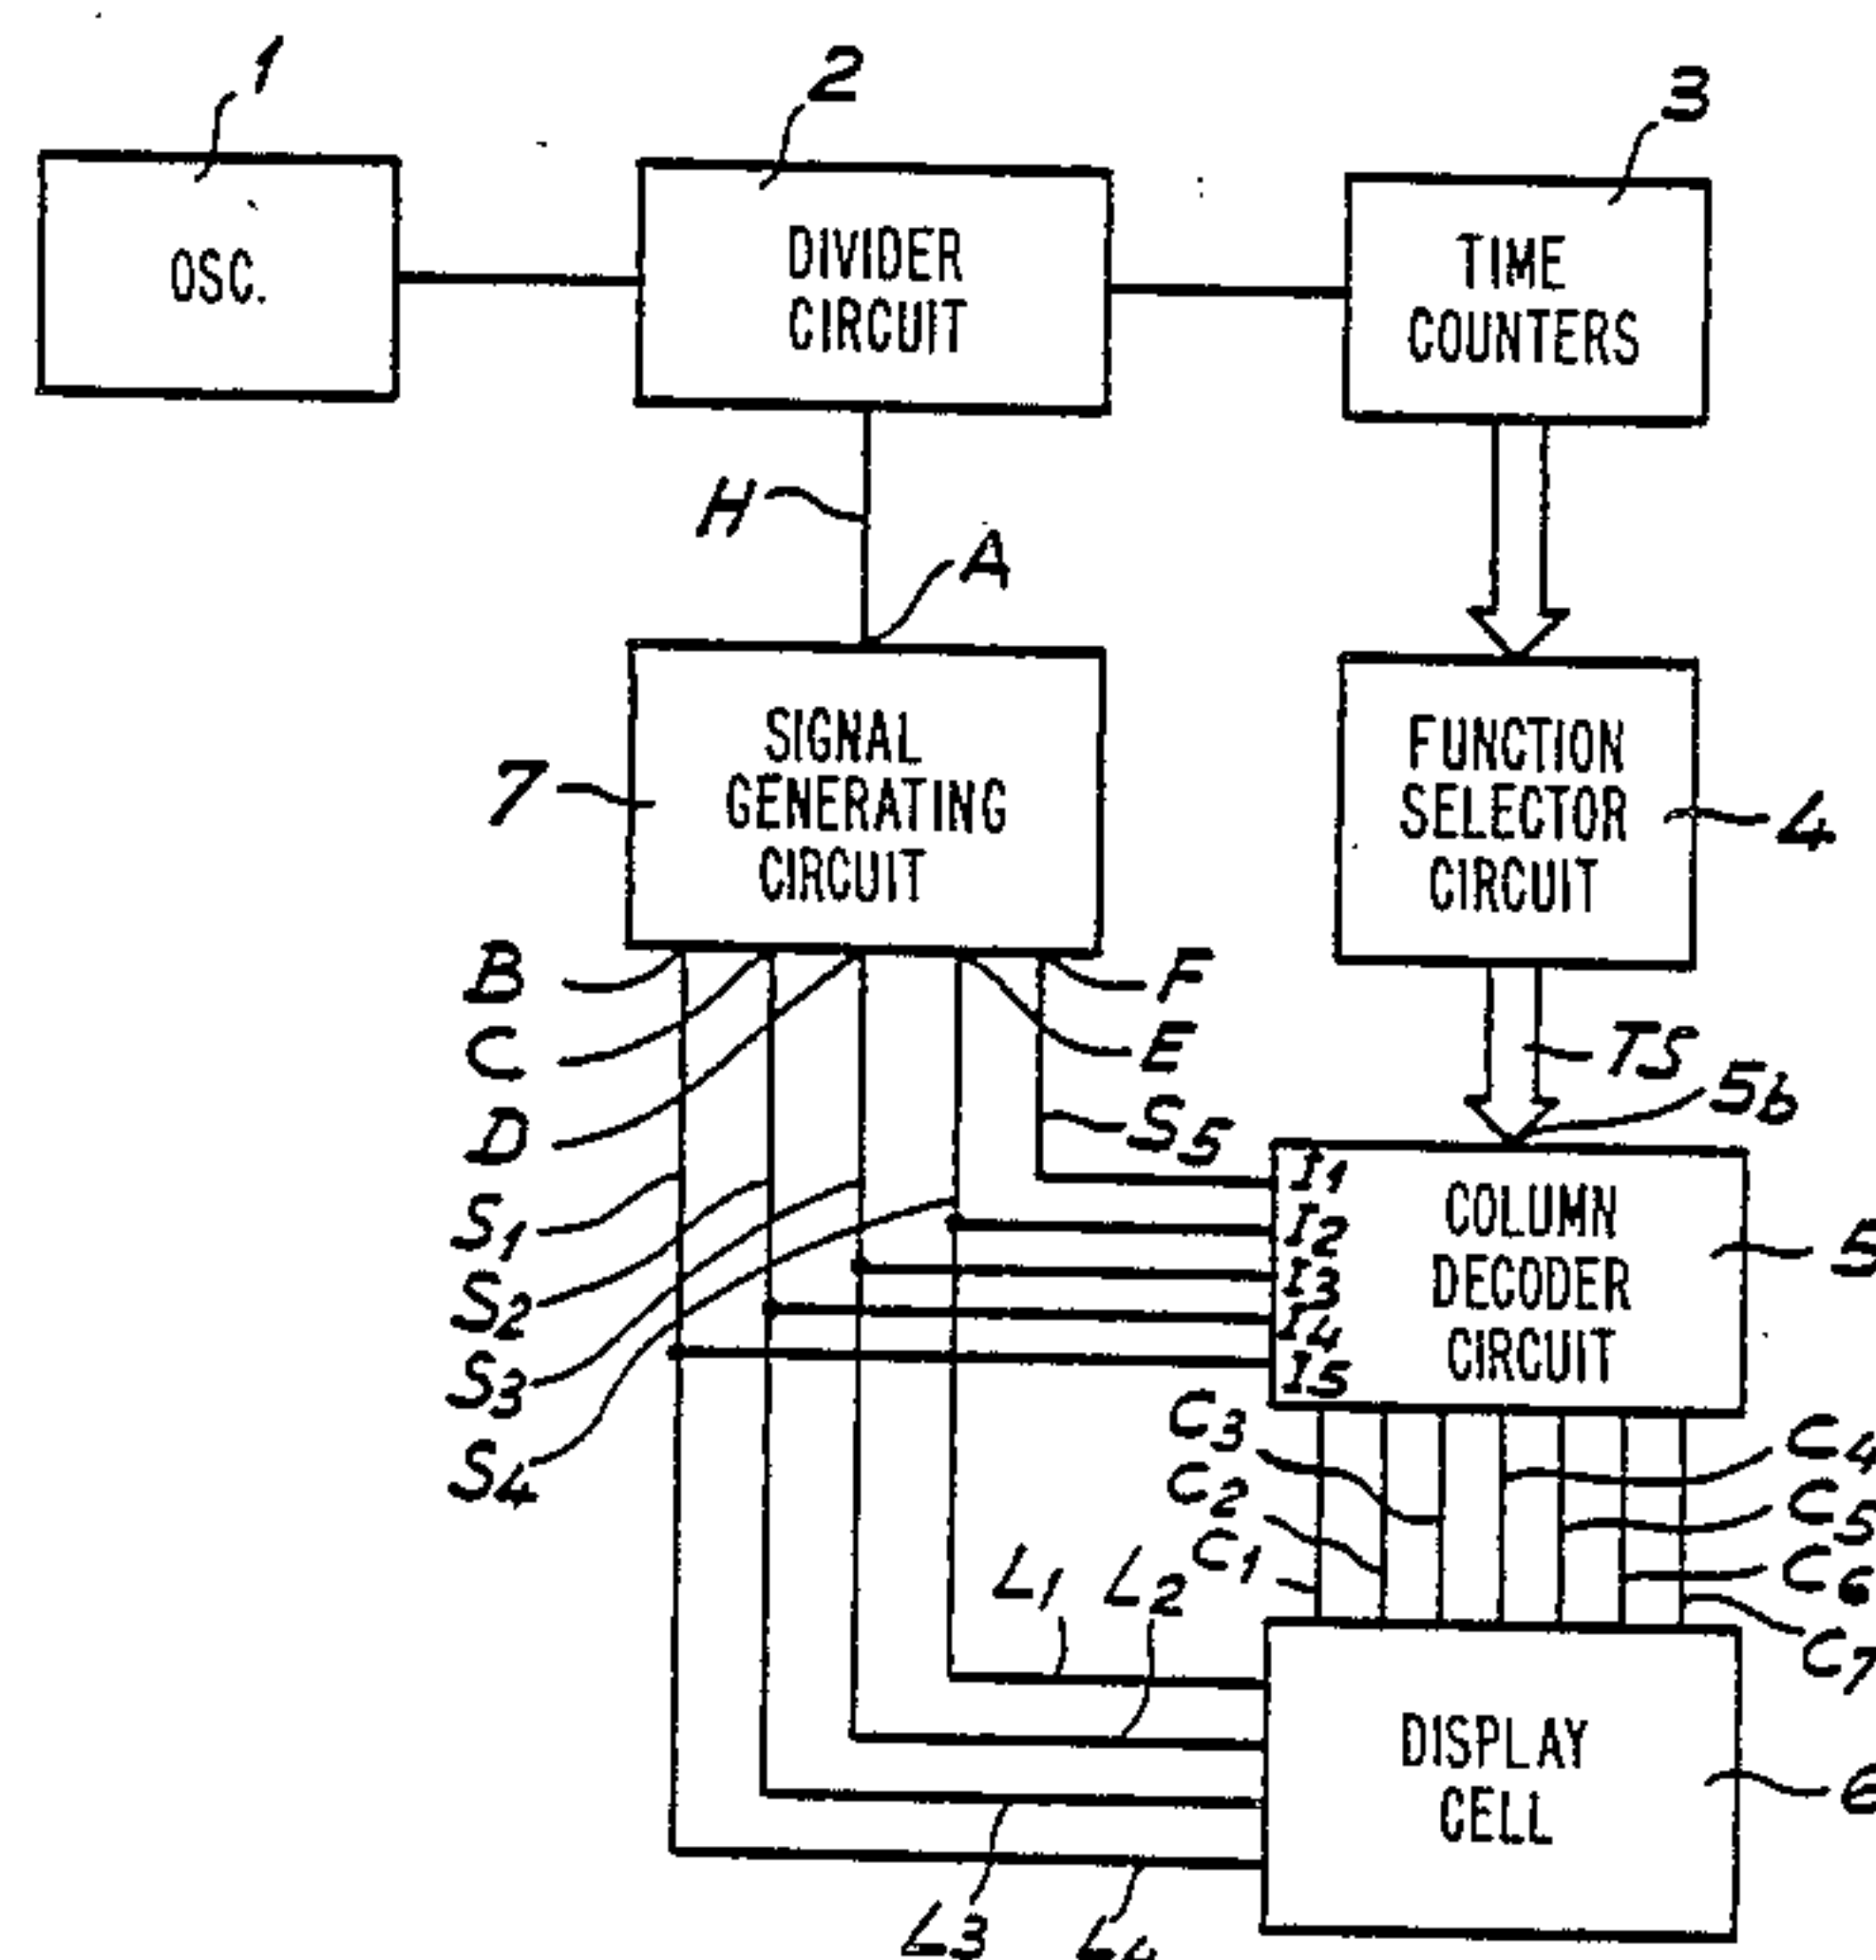 1
2
3
OSC.
DIVIDER
CIRCUIT
TIME
COUNTERS
H
A
7
SIGNAL
GENERATING
CIRCUIT
FUNCTION
SELECTOR
CIRCUIT
4
B
C
D
F
E
TS
5b
S5
S1
S2
S3
S4
I1
I2
I3
I4
I5
COLUMN
DECODER
CIRCUIT
5
C3
C2
C1
C4
C5
C6
C7
L1
L2
DISPLAY
CELL
6
L3
L4